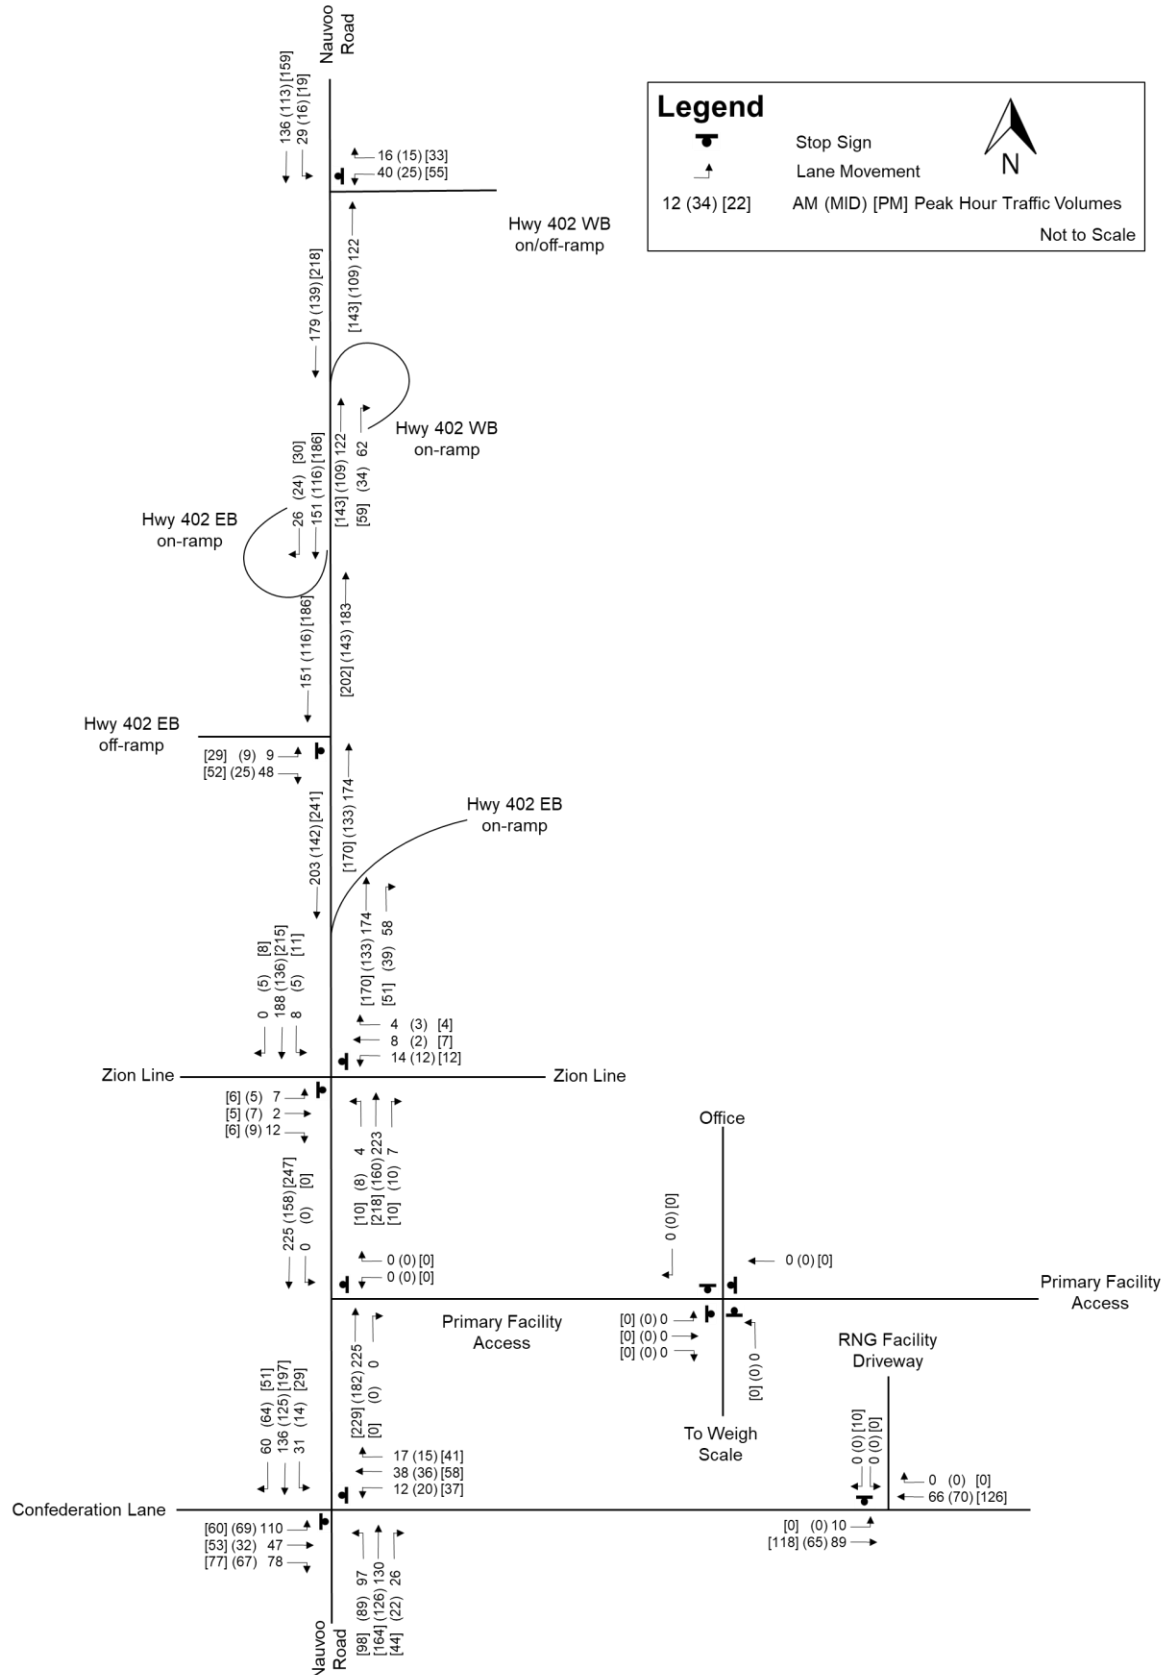 Nauvoo
Road
136 (113) [159]
29 (16) [19]
16 (15) [33]
40 (25) [55]
Legend
Stop Sign
Lane Movement
N
12 (34) [22] AM (MID) [PM] Peak Hour Traffic Volumes
Not to Scale
Hwy 402 WB
on/off-ramp
179 (139) [218]
[143] (109) 122
Hwy 402 WB
on-ramp
26 (24) [30]
151 (116) [186]
[143] (109) 122
[59] (34) 62
Hwy 402 EB
on-ramp
151 (116) [186]
[202] (143) 183
Hwy 402 EB
off-ramp
[29] (9) 9
[52] (25) 48
203 (142) [241]
[170] (133) 174
Hwy 402 EB
on-ramp
[170] (133) 174
[51] (39) 58
0 (5) [8]
188 (136) [215]
8 (5) [11]
4 (3) [4]
8 (2) [7]
14 (12) [12]
Zion Line
Zion Line
[6] (5) 7
[5] (7) 2
[6] (9) 12
[10] (8) 4
[218] (160) 223
[10] (10) 7
225 (158) [247]
0 (0) [0]
0 (0) [0]
0 (0) [0]
Office
0 (0) [0]
0 (0) [0]
Primary Facility
Access
Primary Facility
Access
[0] (0) 0
[0] (0) 0
[0] (0) 0
[0] (0) 0
To Weigh
Scale
RNG Facility
Driveway
[229] (182) 225
[0] (0) 0
60 (64) [51]
136 (125) [197]
31 (14) [29]
17 (15) [41]
38 (36) [58]
12 (20) [37]
0 (0) [10]
0 (0) [0]
0 (0) [0]
66 (70) [126]
Confederation Lane
[60] (69) 110
[53] (32) 47
[77] (67) 78
[98] (89) 97
[164] (126) 130
[44] (22) 26
[0] (0) 10
[118] (65) 89
Nauvoo
Road